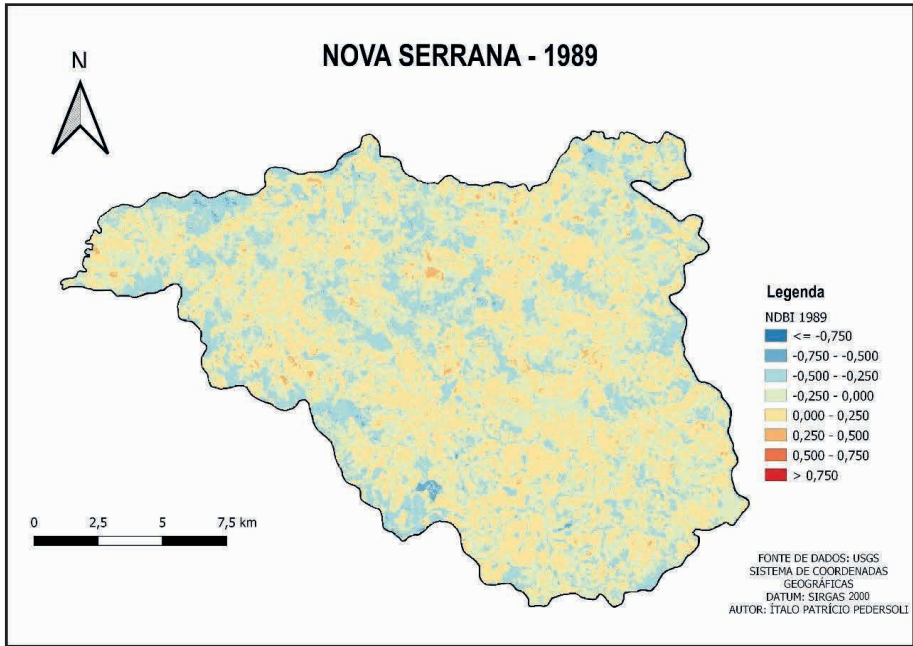 NOVA SERRANA - 1989
N
Legenda
NDBI 1989
<= -0,750
-0,750 - -0,500
-0,500 - -0,250
-0,250 - 0,000
0,000 - 0,250
0,250 - 0,500
0,500 - 0,750
> 0,750
0 2,5 5 7,5 km
FONTE DE DADOS: USGS
SISTEMA DE COORDENADAS
GEOGRÁFICAS
DATUM: SIRGAS 2000
AUTOR: ÍTALO PATRÍCIO PEDERSOLI